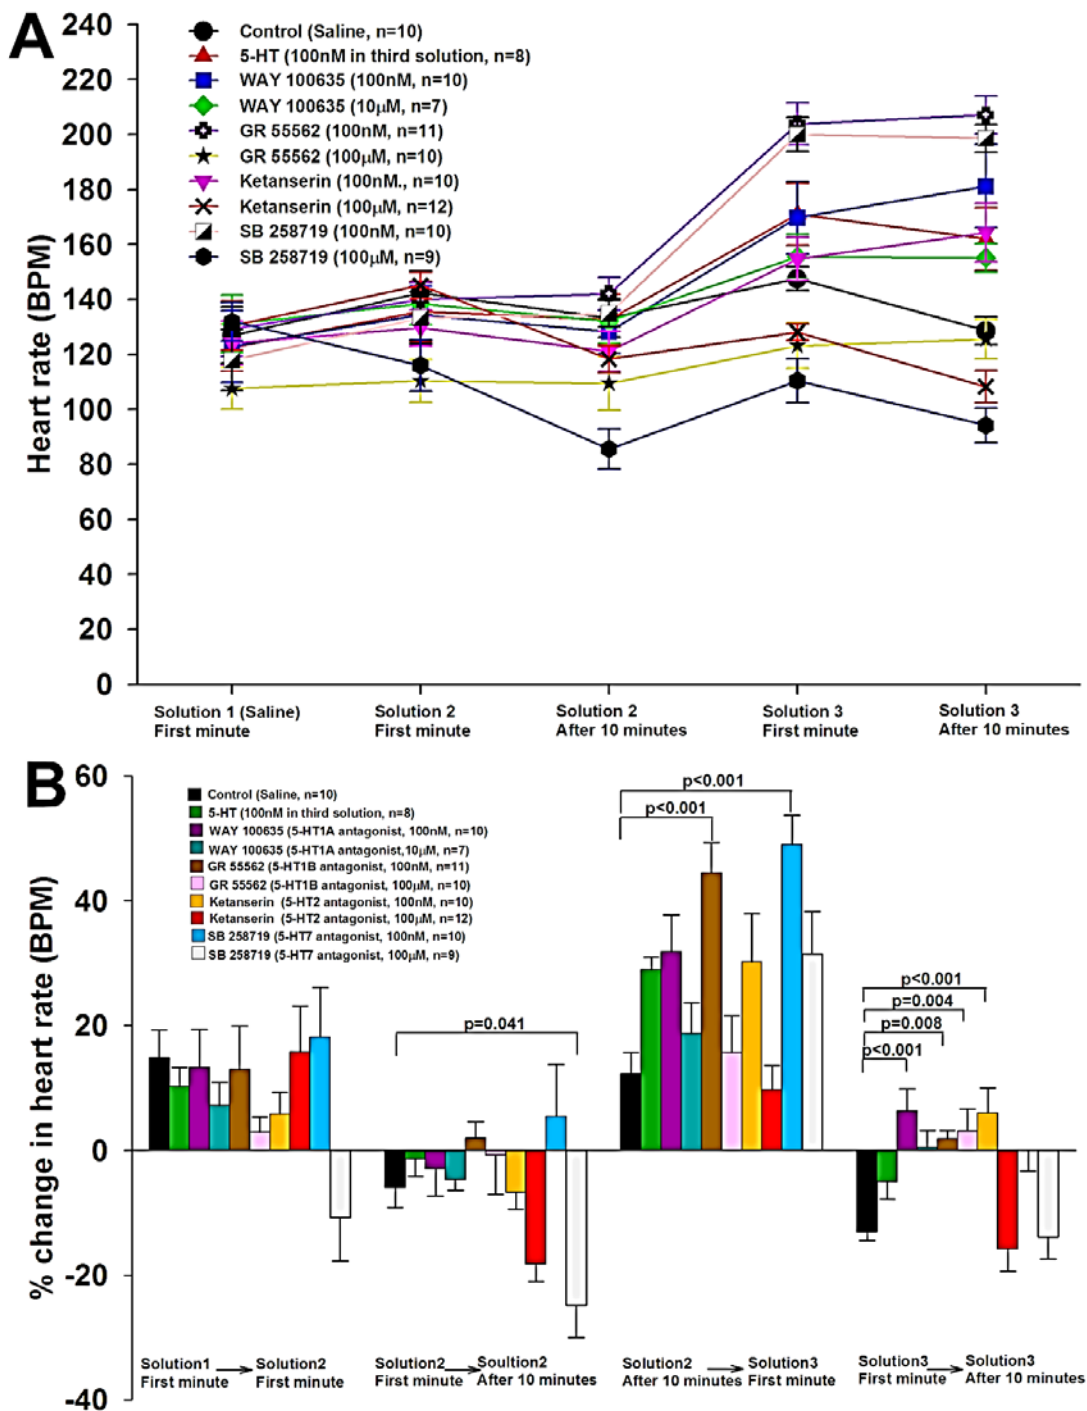 A
240
220
200
180
160
140
120
100
80
60
40
20
0
Heart rate (BPM)
Control (Saline, n=10)
5-HT (100nM in third solution, n=8)
WAY 100635 (100nM, n=10)
WAY 100635 (10µM, n=7)
GR 55562 (100nM, n=11)
GR 55562 (100µM, n=10)
Ketanserin (100nM., n=10)
Ketanserin (100µM, n=12)
SB 258719 (100nM, n=10)
SB 258719 (100µM, n=9)
Solution 1 (Saline)
First minute
Solution 2
First minute
Solution 2
After 10 minutes
Solution 3
First minute
Solution 3
After 10 minutes
B
60
40
20
0
-20
-40
% change in heart rate (BPM)
Control (Saline, n=10)
5-HT (100nM in third solution, n=8)
WAY 100635 (5-HT1A antagonist, 100nM, n=10)
WAY 100635 (5-HT1A antagonist,10µM, n=7)
GR 55562 (5-HT1B antagonist, 100nM, n=11)
GR 55562 (5-HT1B antagonist, 100µM, n=10)
Ketanserin (5-HT2 antagonist, 100nM, n=10)
Ketanserin (5-HT2 antagonist, 100µM, n=12)
SB 258719 (5-HT7 antagonist, 100nM, n=10)
SB 258719 (5-HT7 antagonist, 100µM, n=9)
p=0.041
p<0.001
p<0.001
p<0.001
p=0.004
p=0.008
p<0.001
Solution1
First minute
Solution2
First minute
Solution2
First minute
Soultion2
After 10 minutes
Solution2
After 10 minutes
Solution3
First minute
Solution3
First minute
Solution3
After 10 minutes